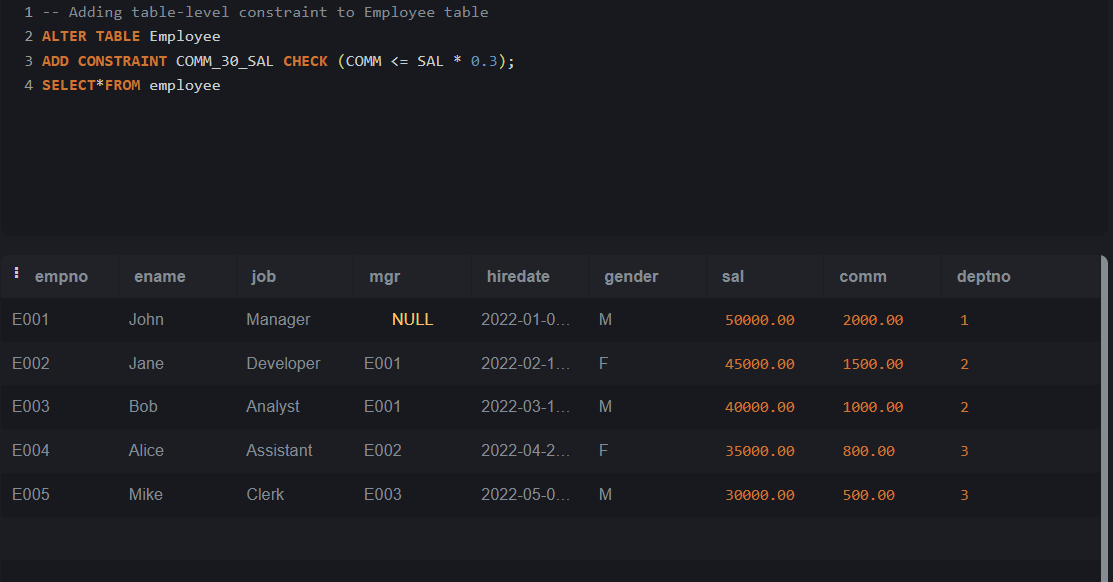 1 -- Adding table-level constraint to Employee table
2 ALTER TABLE Employee
3 ADD CONSTRAINT COMM_30_SAL CHECK (COMM <= SAL * 0.3);
4 SELECT*FROM employee
empno ename job mgr hiredate gender sal comm deptno
E001 John Manager NULL 2022-01-0... M 50000.00 2000.00 1
E002 Jane Developer E001 2022-02-1... F 45000.00 1500.00 2
E003 Bob Analyst E001 2022-03-1... M 40000.00 1000.00 2
E004 Alice Assistant E002 2022-04-2... F 35000.00 800.00 3
E005 Mike Clerk E003 2022-05-0... M 30000.00 500.00 3